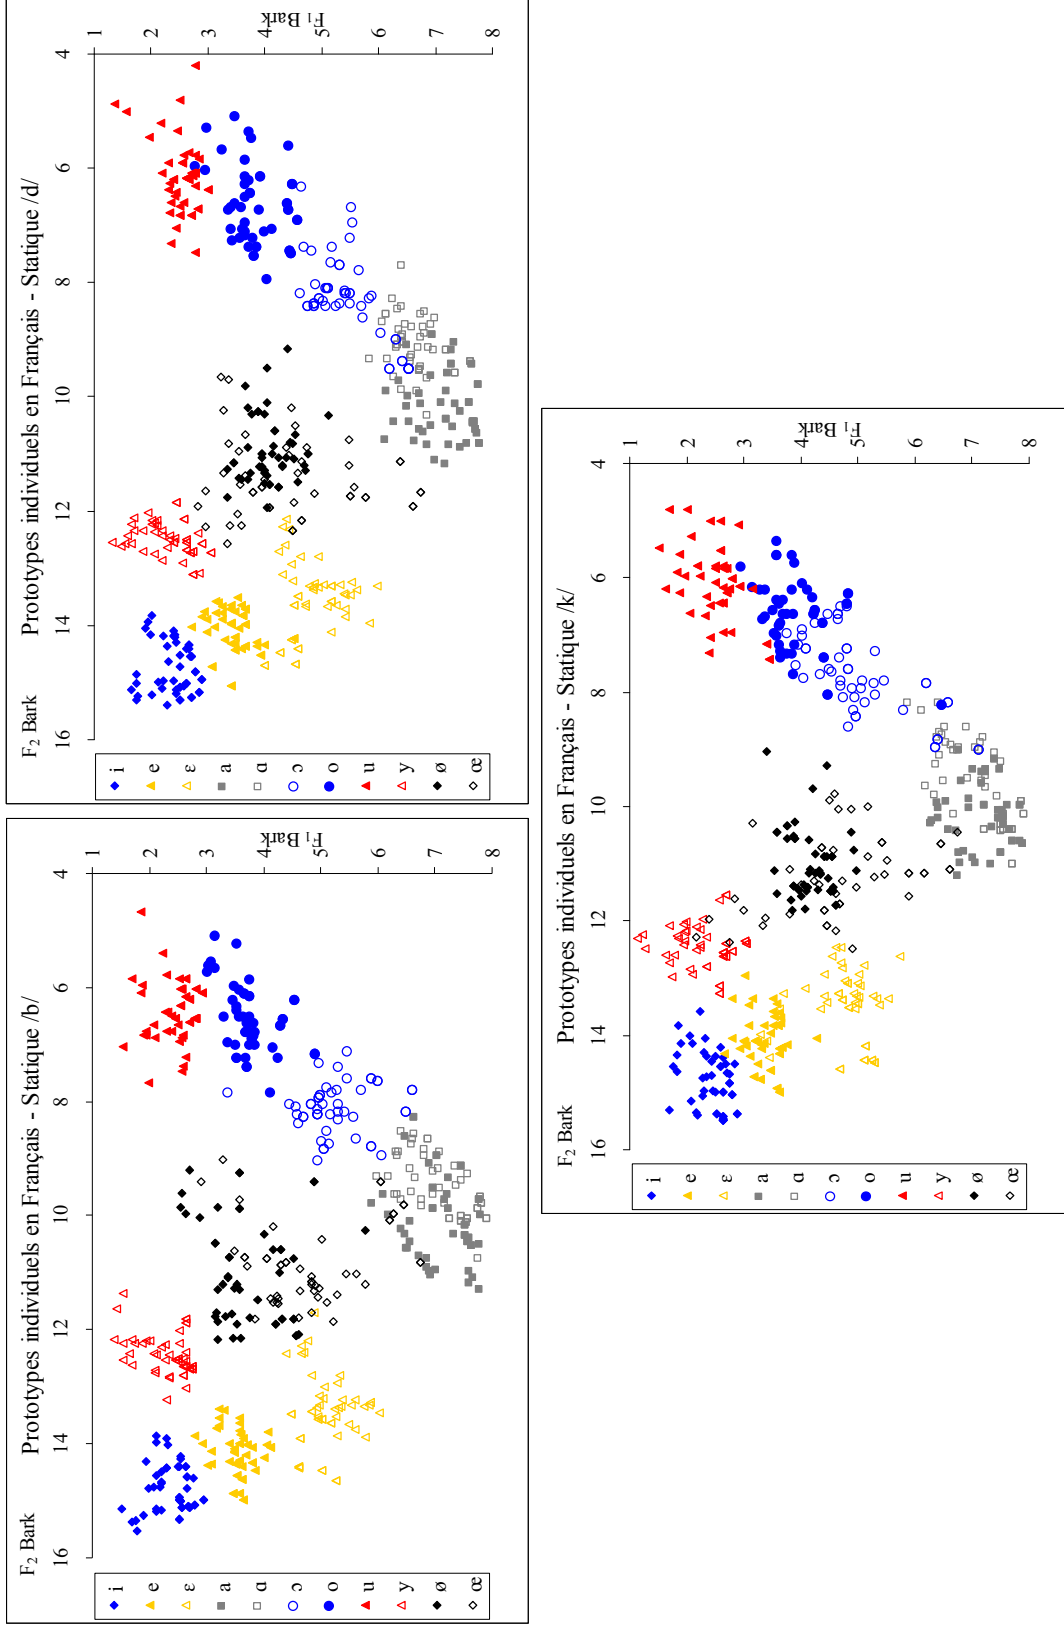 Prototypes individuels en Français - Statique /b/
F₂ Bark
16
14
12
10
8
6
4
1
2
3
4
5
6
7
8
F₁ Bark
i
e
ɛ
a
ɑ
ɔ
o
u
y
ø
œ
Prototypes individuels en Français - Statique /d/
F₂ Bark
16
14
12
10
8
6
4
1
2
3
4
5
6
7
8
F₁ Bark
i
e
ɛ
a
ɑ
ɔ
o
u
y
ø
œ
Prototypes individuels en Français - Statique /k/
F₂ Bark
16
14
12
10
8
6
4
1
2
3
4
5
6
7
8
F₁ Bark
i
e
ɛ
a
ɑ
ɔ
o
u
y
ø
œ